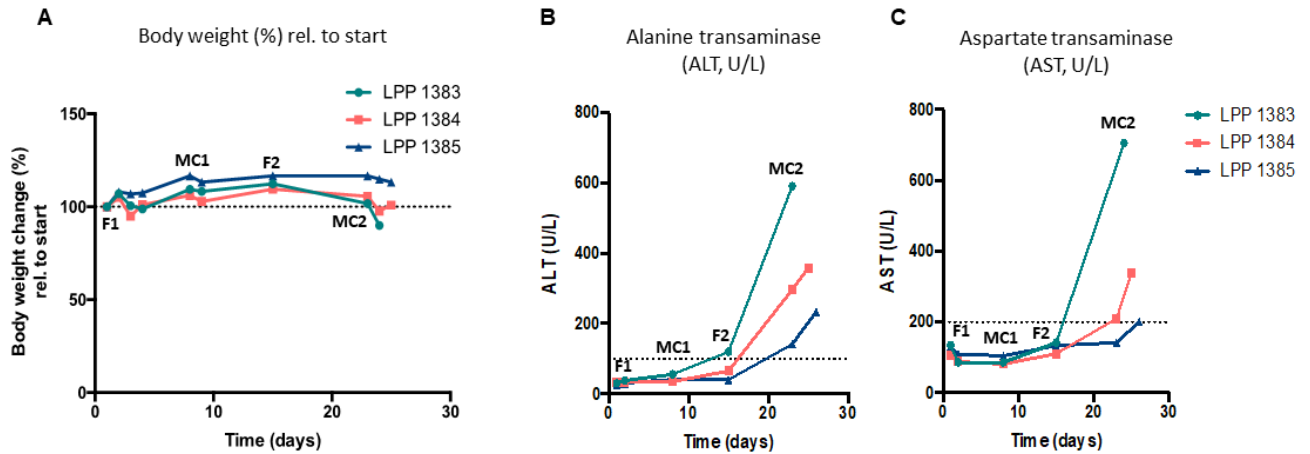 A
Body weight (%) rel. to start
LPP 1383
LPP 1384
LPP 1385
Body weight change (%)
rel. to start
150
100
50
0
F1
MC1
F2
MC2
0
10
20
30
Time (days)
B
Alanine transaminase
(ALT, U/L)
ALT (U/L)
800
600
400
200
0
F1
MC1
F2
MC2
0
10
20
30
Time (days)
C
Aspartate transaminase
(AST, U/L)
AST (U/L)
800
600
400
200
0
F1
MC1
F2
MC2
0
10
20
30
Time (days)
LPP 1383
LPP 1384
LPP 1385